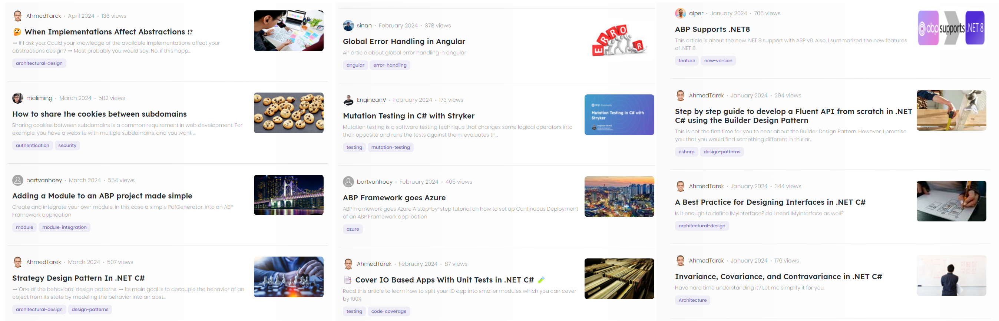 AhmedTarek • April 2024 • 136 views
🤔 When Implementations Affect Abstractions ⁉
➖ If I ask you: Could your knowledge of the available implementations affect your
abstractions design? ➖ Most probably you would say: No, if this happ...
architectural-design
maliming • March 2024 • 582 views
How to share the cookies between subdomains
Sharing cookies between subdomains is a common requirement in web development. For
example, you have a website with multiple subdomains, and you want ...
authentication security
bartvanhoey • March 2024 • 554 views
Adding a Module to an ABP project made simple
Create and integrate your own module, in this case a simple PdfGenerator, into an ABP
Framework application
module module-integration
AhmedTarek • March 2024 • 507 views
Strategy Design Pattern In .NET C#
➖ One of the behavioral design patterns. ➖ Its main goal is to decouple the behavior of an
object from its state by modeling the behavior into an abst...
architectural-design design-patterns
sinan • February 2024 • 378 views
Global Error Handling in Angular
An article about global error handling in angular
angular error-handling
ERROR
EngincanV • February 2024 • 173 views
Mutation Testing in C# with Stryker
Mutation testing is a software testing technique that changes some logical operators into
their opposite and runs the tests against them, evaluates th...
testing mutation-testing
abp Community
Mutation Testing in C# with
Stryker
bartvanhoey • February 2024 • 405 views
ABP Framework goes Azure
ABP Framework goes Azure A step-by-step tutorial on how to set up Continuous Deployment
of an ABP Framework application
azure
AhmedTarek • February 2024 • 87 views
📑 Cover IO Based Apps With Unit Tests in .NET C# 🧪
Read this article to learn how to split your IO app into smaller modules which you can cover
by 100%
testing code-coverage
alper • January 2024 • 706 views
ABP Supports .NET8
This article is about the new .NET 8 support with ABP v8. Also, I summarized the new features
of .NET 8.
feature new-version
abp supports .NET 8
AhmedTarek • January 2024 • 294 views
Step by step guide to develop a Fluent API from scratch in .NET
C# using the Builder Design Pattern
This is not the first time for you to hear about the Builder Design Pattern. However, I promise
you that you would find something different in this ar...
csharp design-patterns
AhmedTarek • January 2024 • 344 views
A Best Practice for Designing Interfaces in .NET C#
Is it enough to define IMyInterface? do I need IMyInterface as well?
architectural-design
AhmedTarek • January 2024 • 176 views
Invariance, Covariance, and Contravariance in .NET C#
Have hard time understanding it? Let me simplify it for you.
Architecture